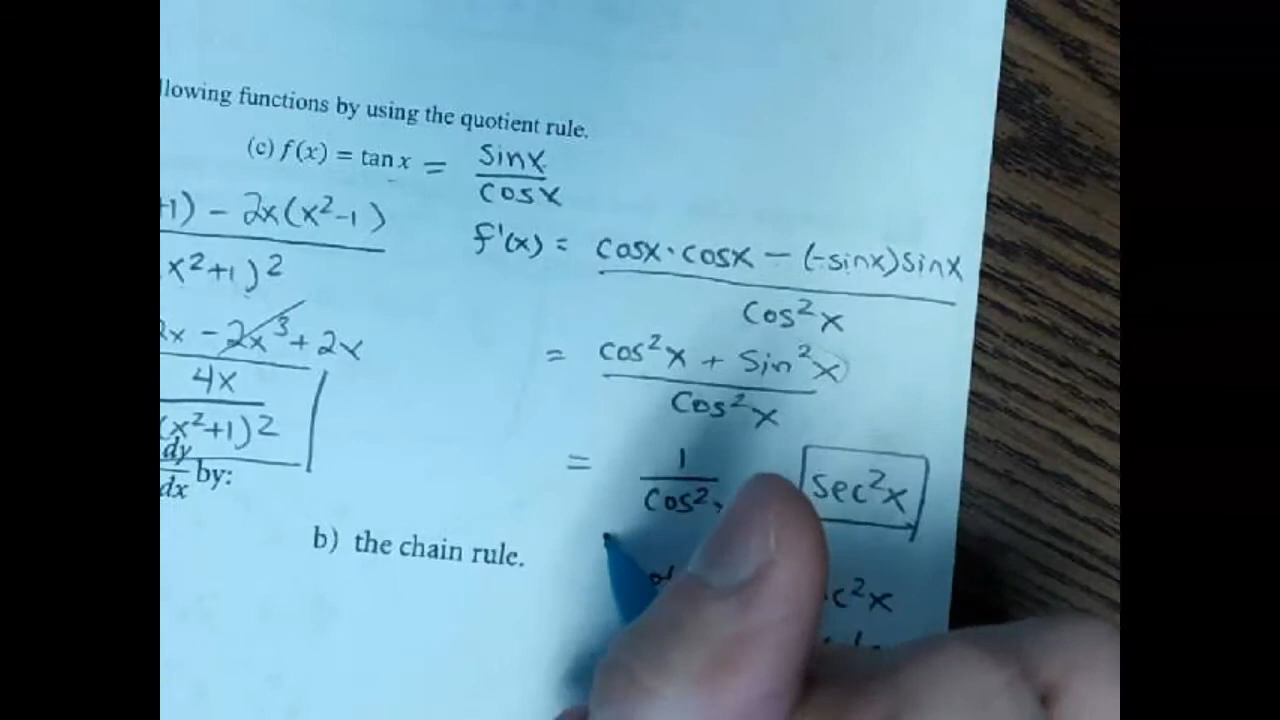 llowing functions by using the quotient rule.
(c) f(x) = tan x = sinx/cosx
+1) - 2x(x²-1)
x²+1)²
f'(x) = cosx·cosx - (-sinx)sinx
cos²x
2x - 2x³ + 2x
= cos²x + sin²x
cos²x
4x
(x²+1)²
= 1/cos²
sec²x
dy/dx by:
b) the chain rule.
c²x